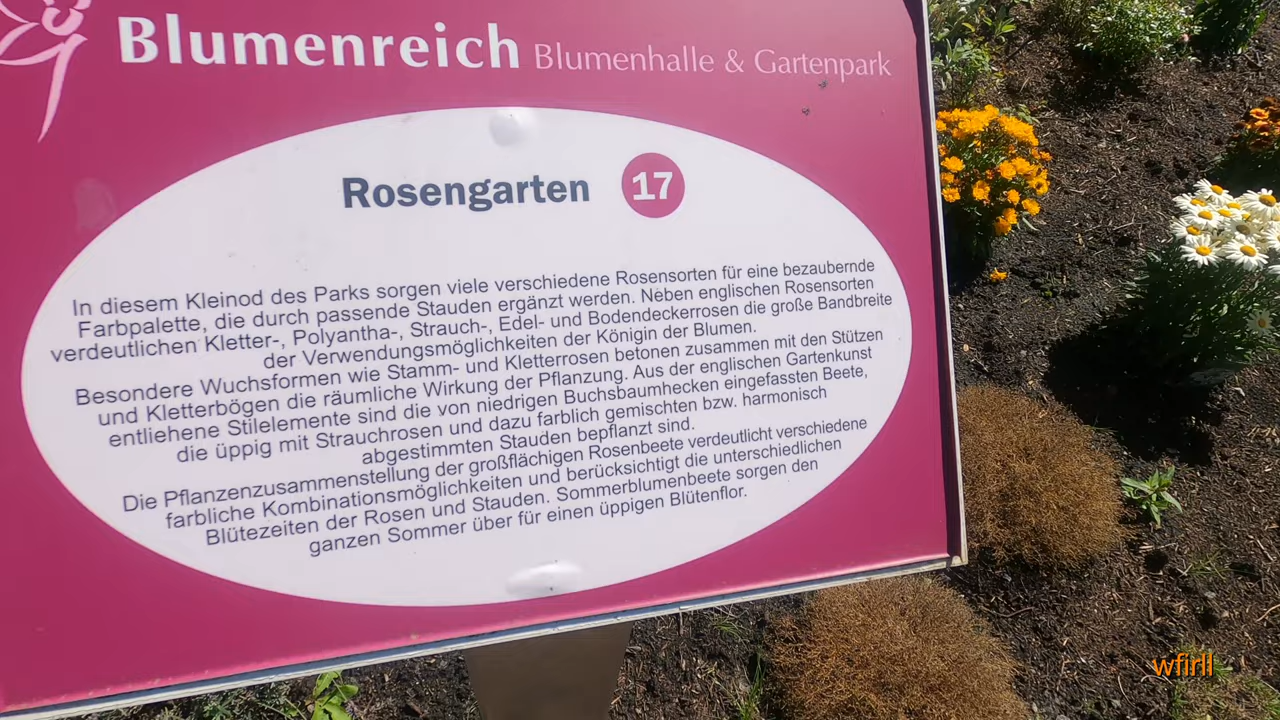 Blumenreich Blumenhalle & Gartenpark
Rosengarten 17
In diesem Kleinod des Parks sorgen viele verschiedene Rosensorten für eine bezaubernde
Farbpalette, die durch passende Stauden ergänzt werden. Neben englischen Rosensorten
verdeutlichen Kletter-, Polyantha-, Strauch-, Edel- und Bodendeckerrosen die große Bandbreite
der Verwendungsmöglichkeiten der Königin der Blumen.
Besondere Wuchsformen wie Stamm- und Kletterrosen betonen zusammen mit den Stützen
und Kletterbögen die räumliche Wirkung der Pflanzung. Aus der englischen Gartenkunst
entliehene Stilelemente sind die von niedrigen Buchsbaumhecken eingefassten Beete,
die üppig mit Strauchrosen und dazu farblich gemischten bzw. harmonisch
abgestimmten Stauden bepflanzt sind.
Die Pflanzenzusammenstellung der großflächigen Rosenbeete verdeutlicht verschiedene
farbliche Kombinationsmöglichkeiten und berücksichtigt die unterschiedlichen
Blütezeiten der Rosen und Stauden. Sommerblumenbeete sorgen den
ganzen Sommer über für einen üppigen Blütenflor.
wfirll